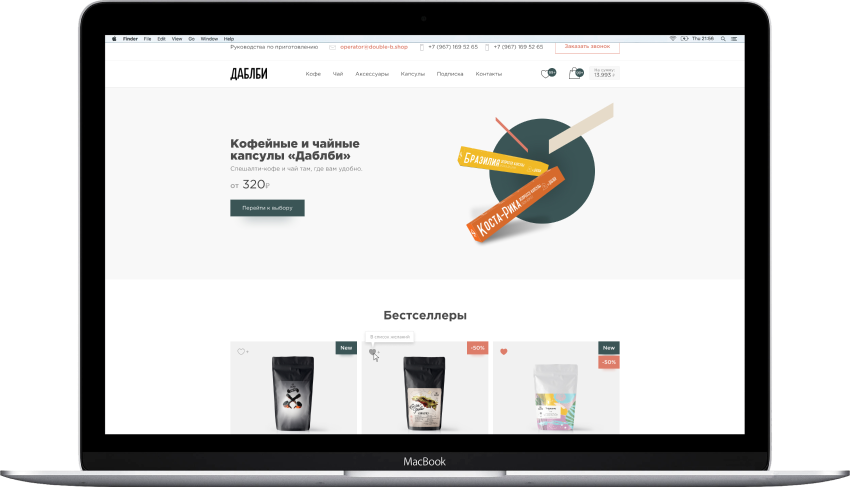 Finder File Edit View Go Window Help
Thu 21:56
Руководства по приготовлению
operator@double-b.shop
+7 (967) 169 52 65
+7 (967) 169 52 65
Заказать звонок
ДАБЛБИ
Кофе Чай Аксессуары Капсулы Подписка Контакты
99+
99+
На сумму:
13 993 ₽
Кофейные и чайные
капсулы «Даблби»
Спешалти-кофе и чай там, где вам удобно.
от 320₽
Перейти к выбору
БРАЗИЛИЯ
КОСТА-РИКА
Бестселлеры
В список желаний
New
-50%
New
-50%
MacBook